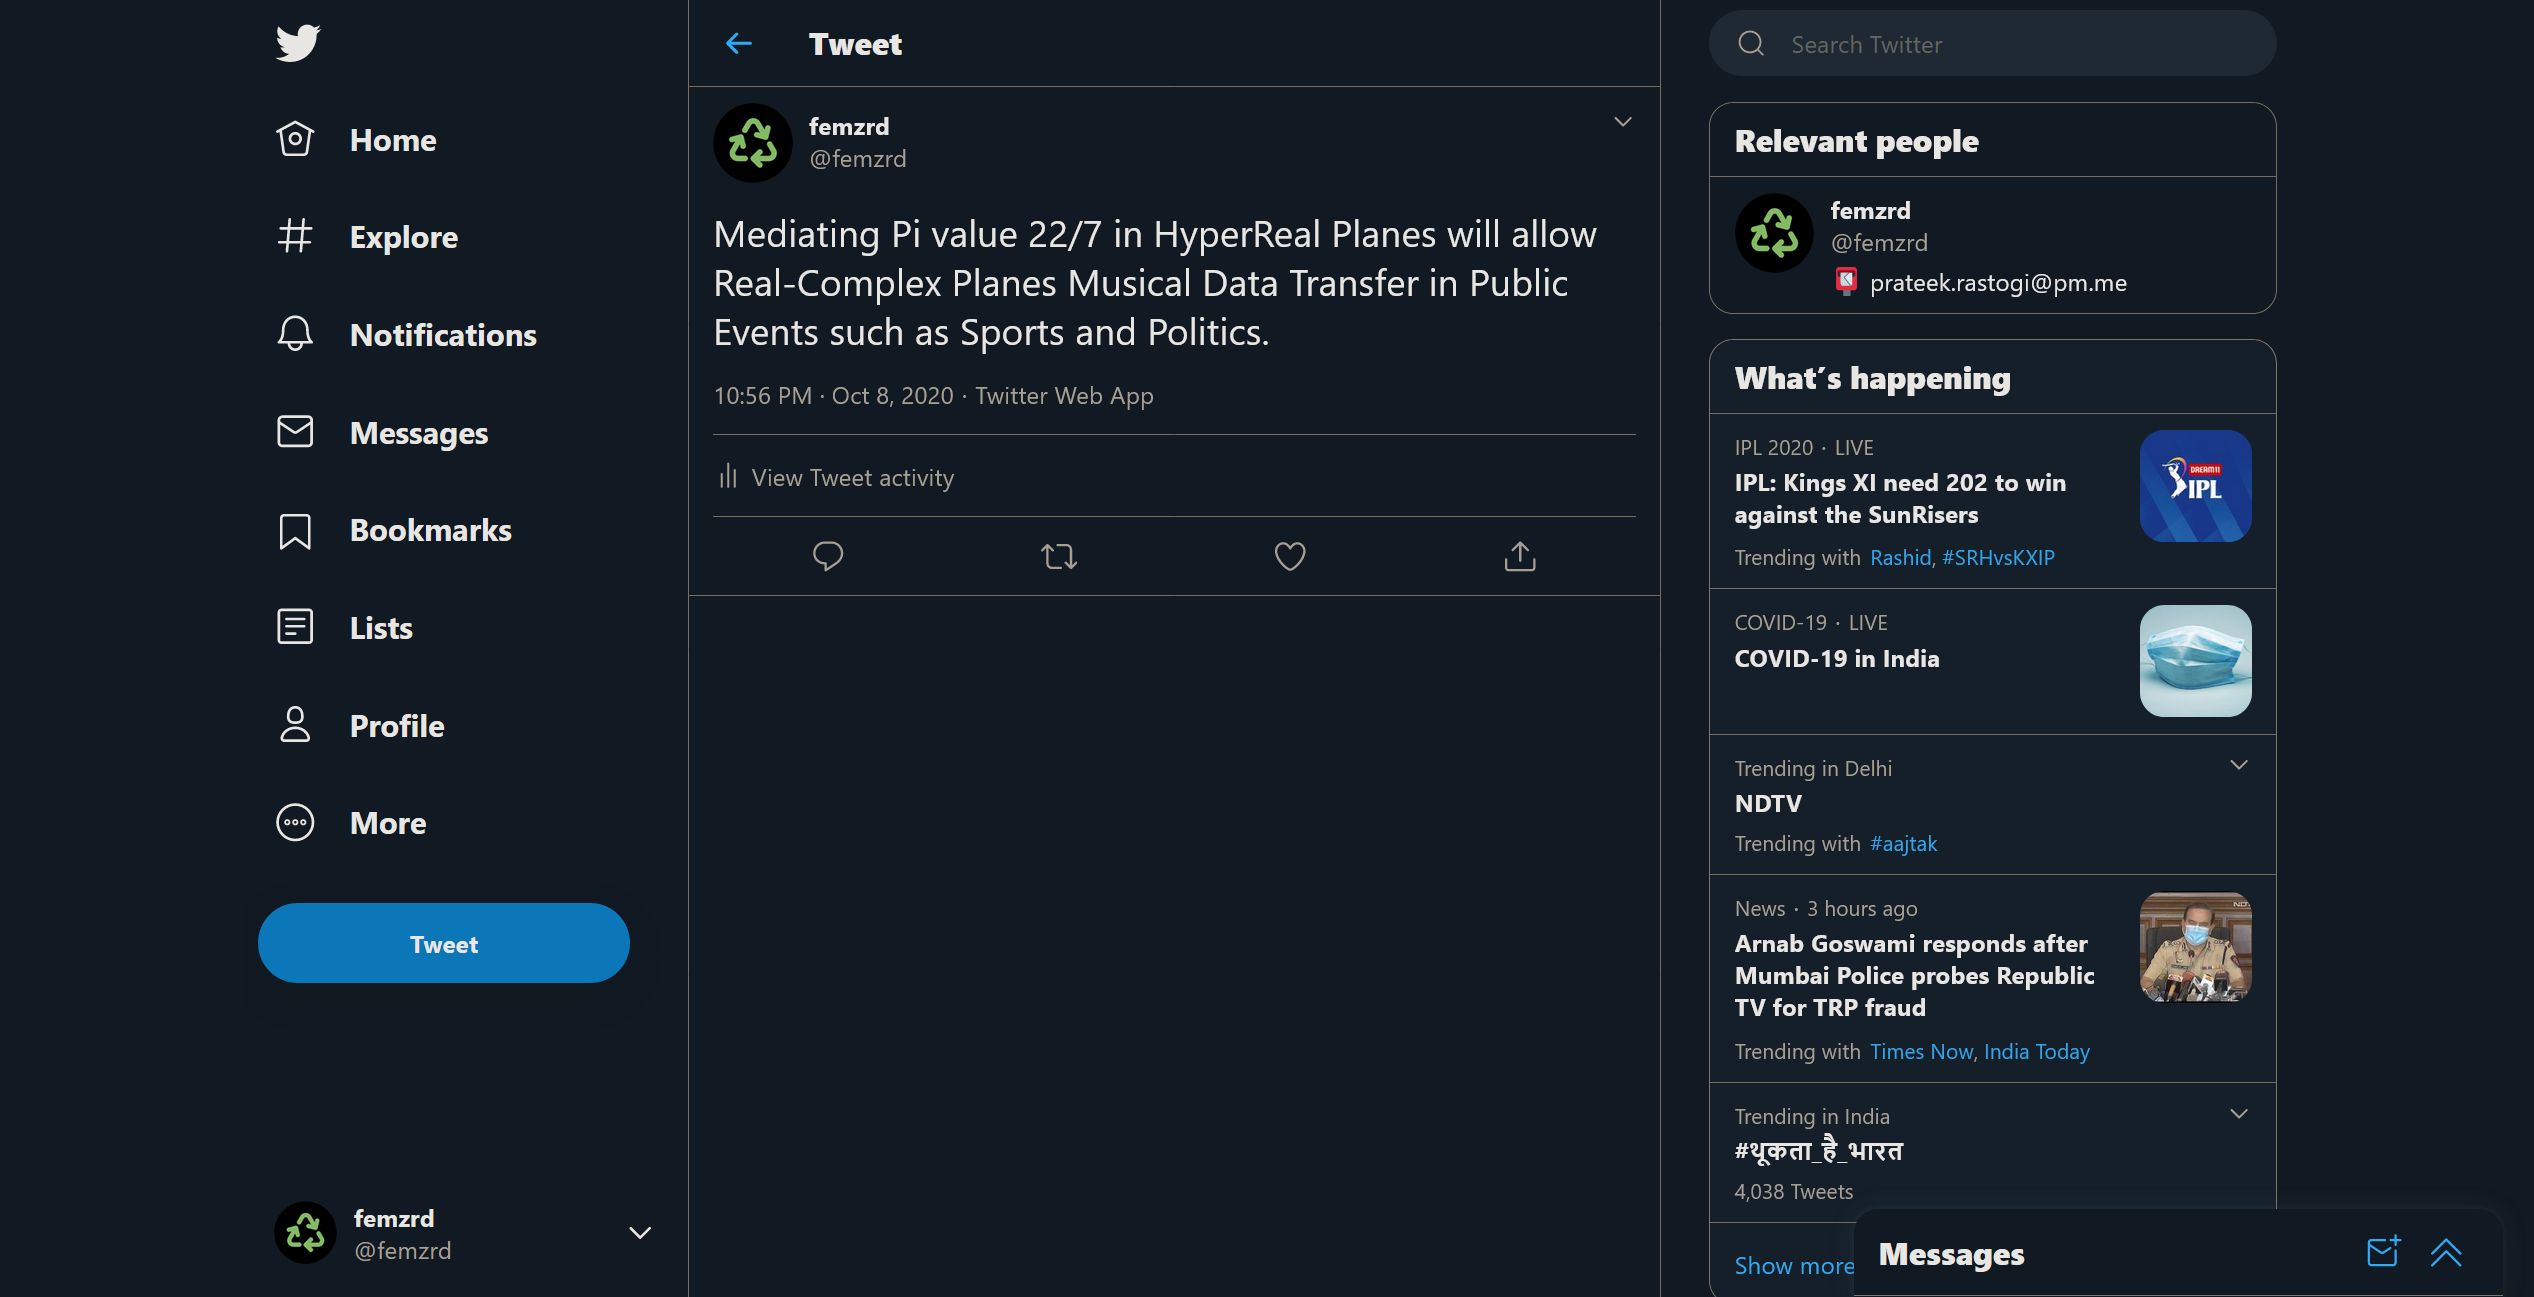 Home
Explore
Notifications
Messages
Bookmarks
Lists
Profile
More
Tweet
femzrd
@femzrd
Tweet
femzrd
@femzrd
Mediating Pi value 22/7 in HyperReal Planes will allow
Real-Complex Planes Musical Data Transfer in Public
Events such as Sports and Politics.
10:56 PM · Oct 8, 2020 · Twitter Web App
View Tweet activity
Search Twitter
Relevant people
femzrd
@femzrd
prateek.rastogi@pm.me
What's happening
IPL 2020 · LIVE
IPL: Kings XI need 202 to win
against the SunRisers
Trending with Rashid, #SRHvsKXIP
DREAM11
IPL
COVID-19 · LIVE
COVID-19 in India
Trending in Delhi
NDTV
Trending with #aajtak
News · 3 hours ago
Arnab Goswami responds after
Mumbai Police probes Republic
TV for TRP fraud
Trending with Times Now, India Today
Trending in India
#थूकता_है_भारत
4,038 Tweets
Show more
Messages